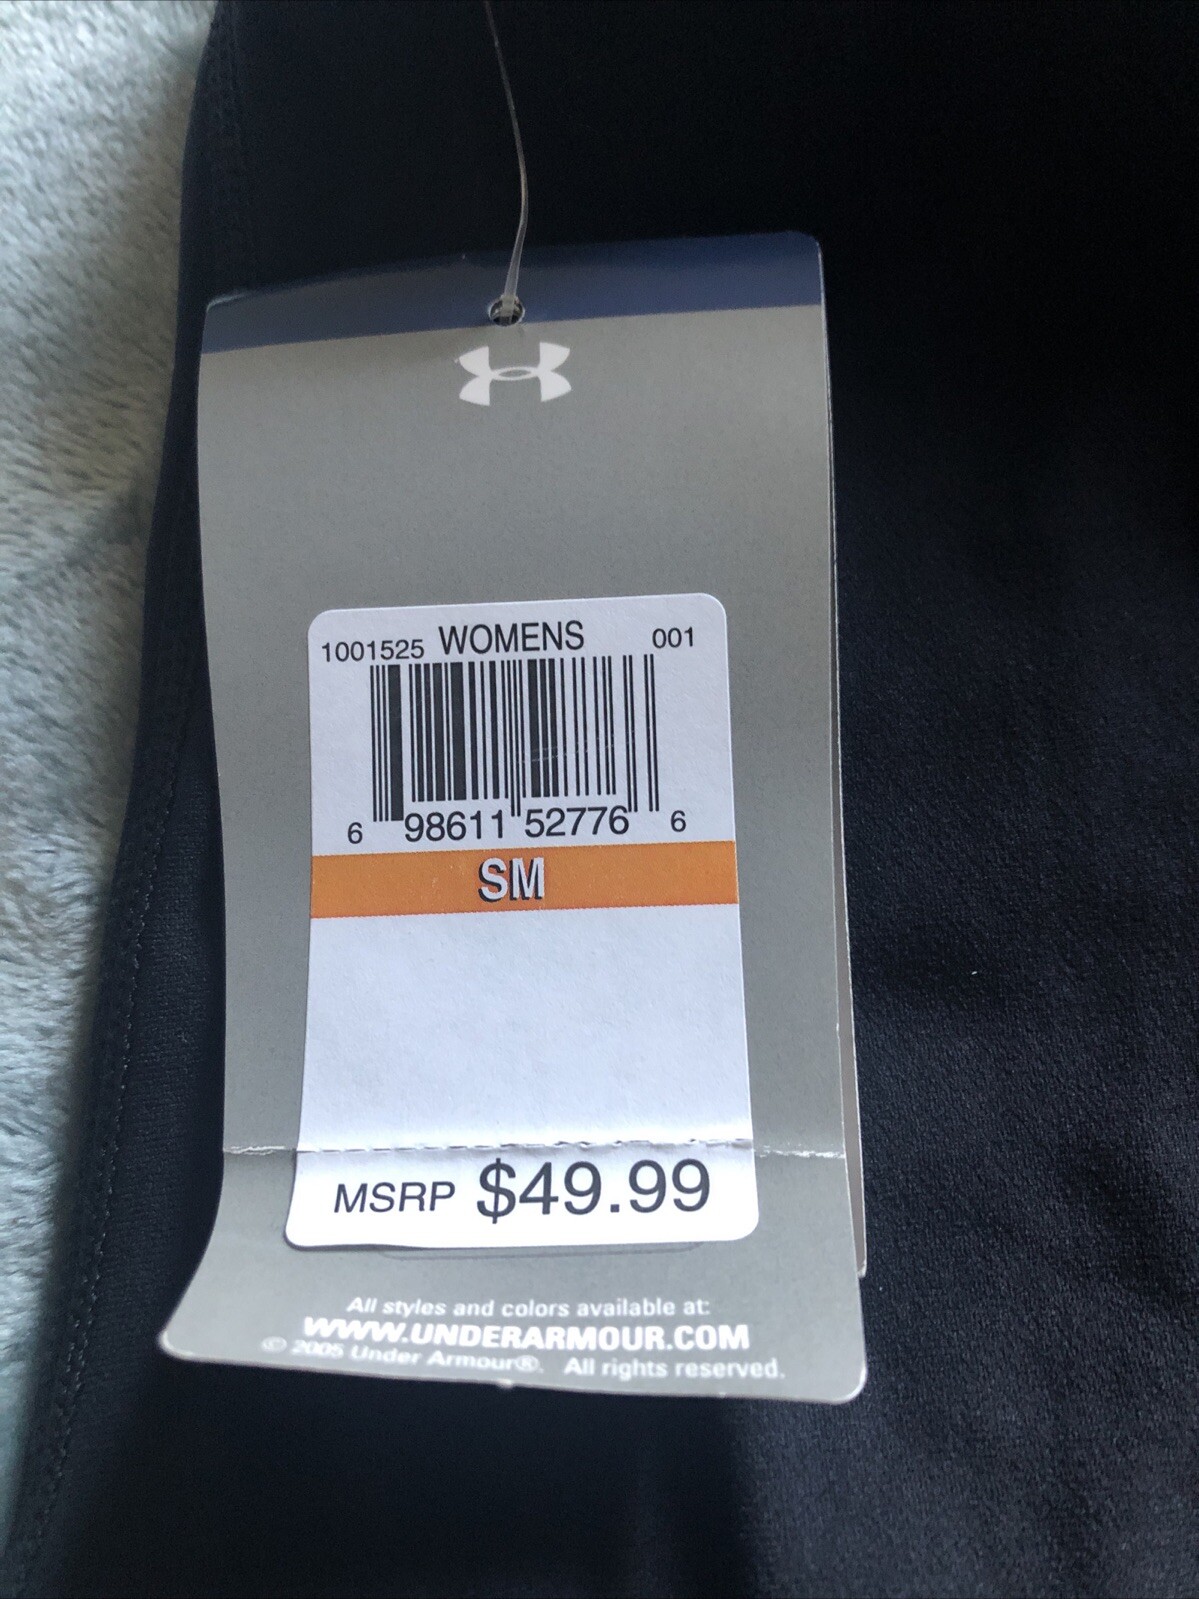 1001525 WOMENS 001
6 98611 52776 6
SM
MSRP $49.99
All styles and colors available at:
WWW.UNDERARMOUR.COM
© 2005 Under Armour®. All rights reserved.